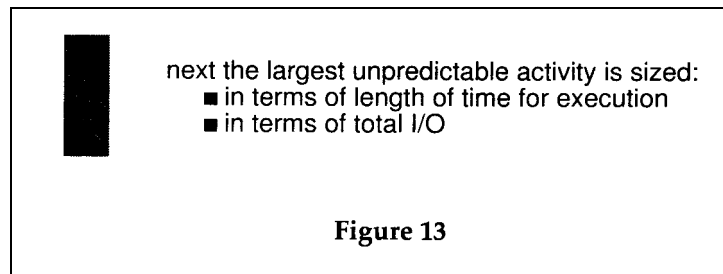 next the largest unpredictable activity is sized:
■ in terms of length of time for execution
■ in terms of total I/O
Figure 13